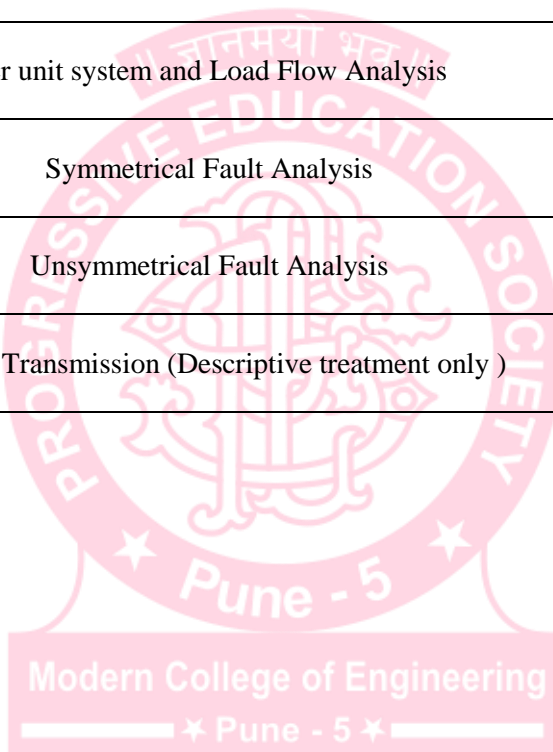 || ज्ञानमयो भव ||
r unit system and Load Flow Analysis
PROGRESSIVE EDUCATION SOCIETY
Symmetrical Fault Analysis
Unsymmetrical Fault Analysis
Transmission (Descriptive treatment only )
Pune - 5
Modern College of Engineering
Pune - 5